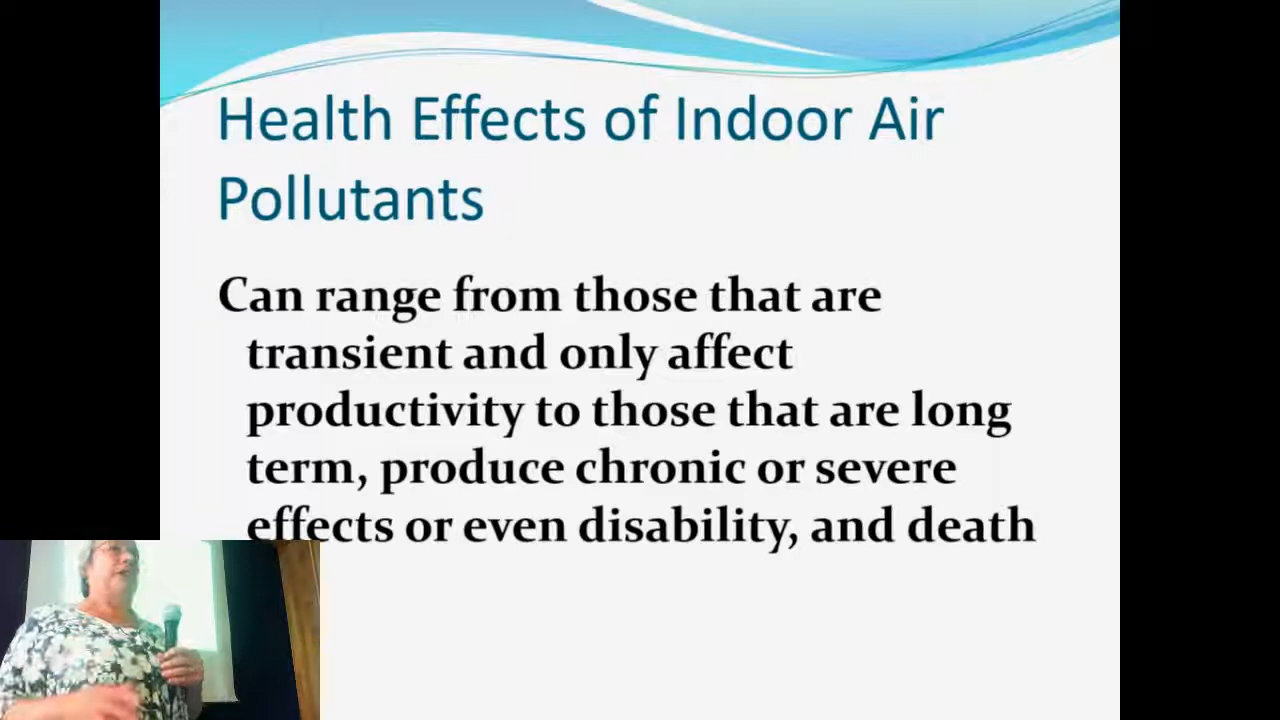 Health Effects of Indoor Air
Pollutants
Can range from those that are
transient and only affect
productivity to those that are long
term, produce chronic or severe
effects or even disability, and death